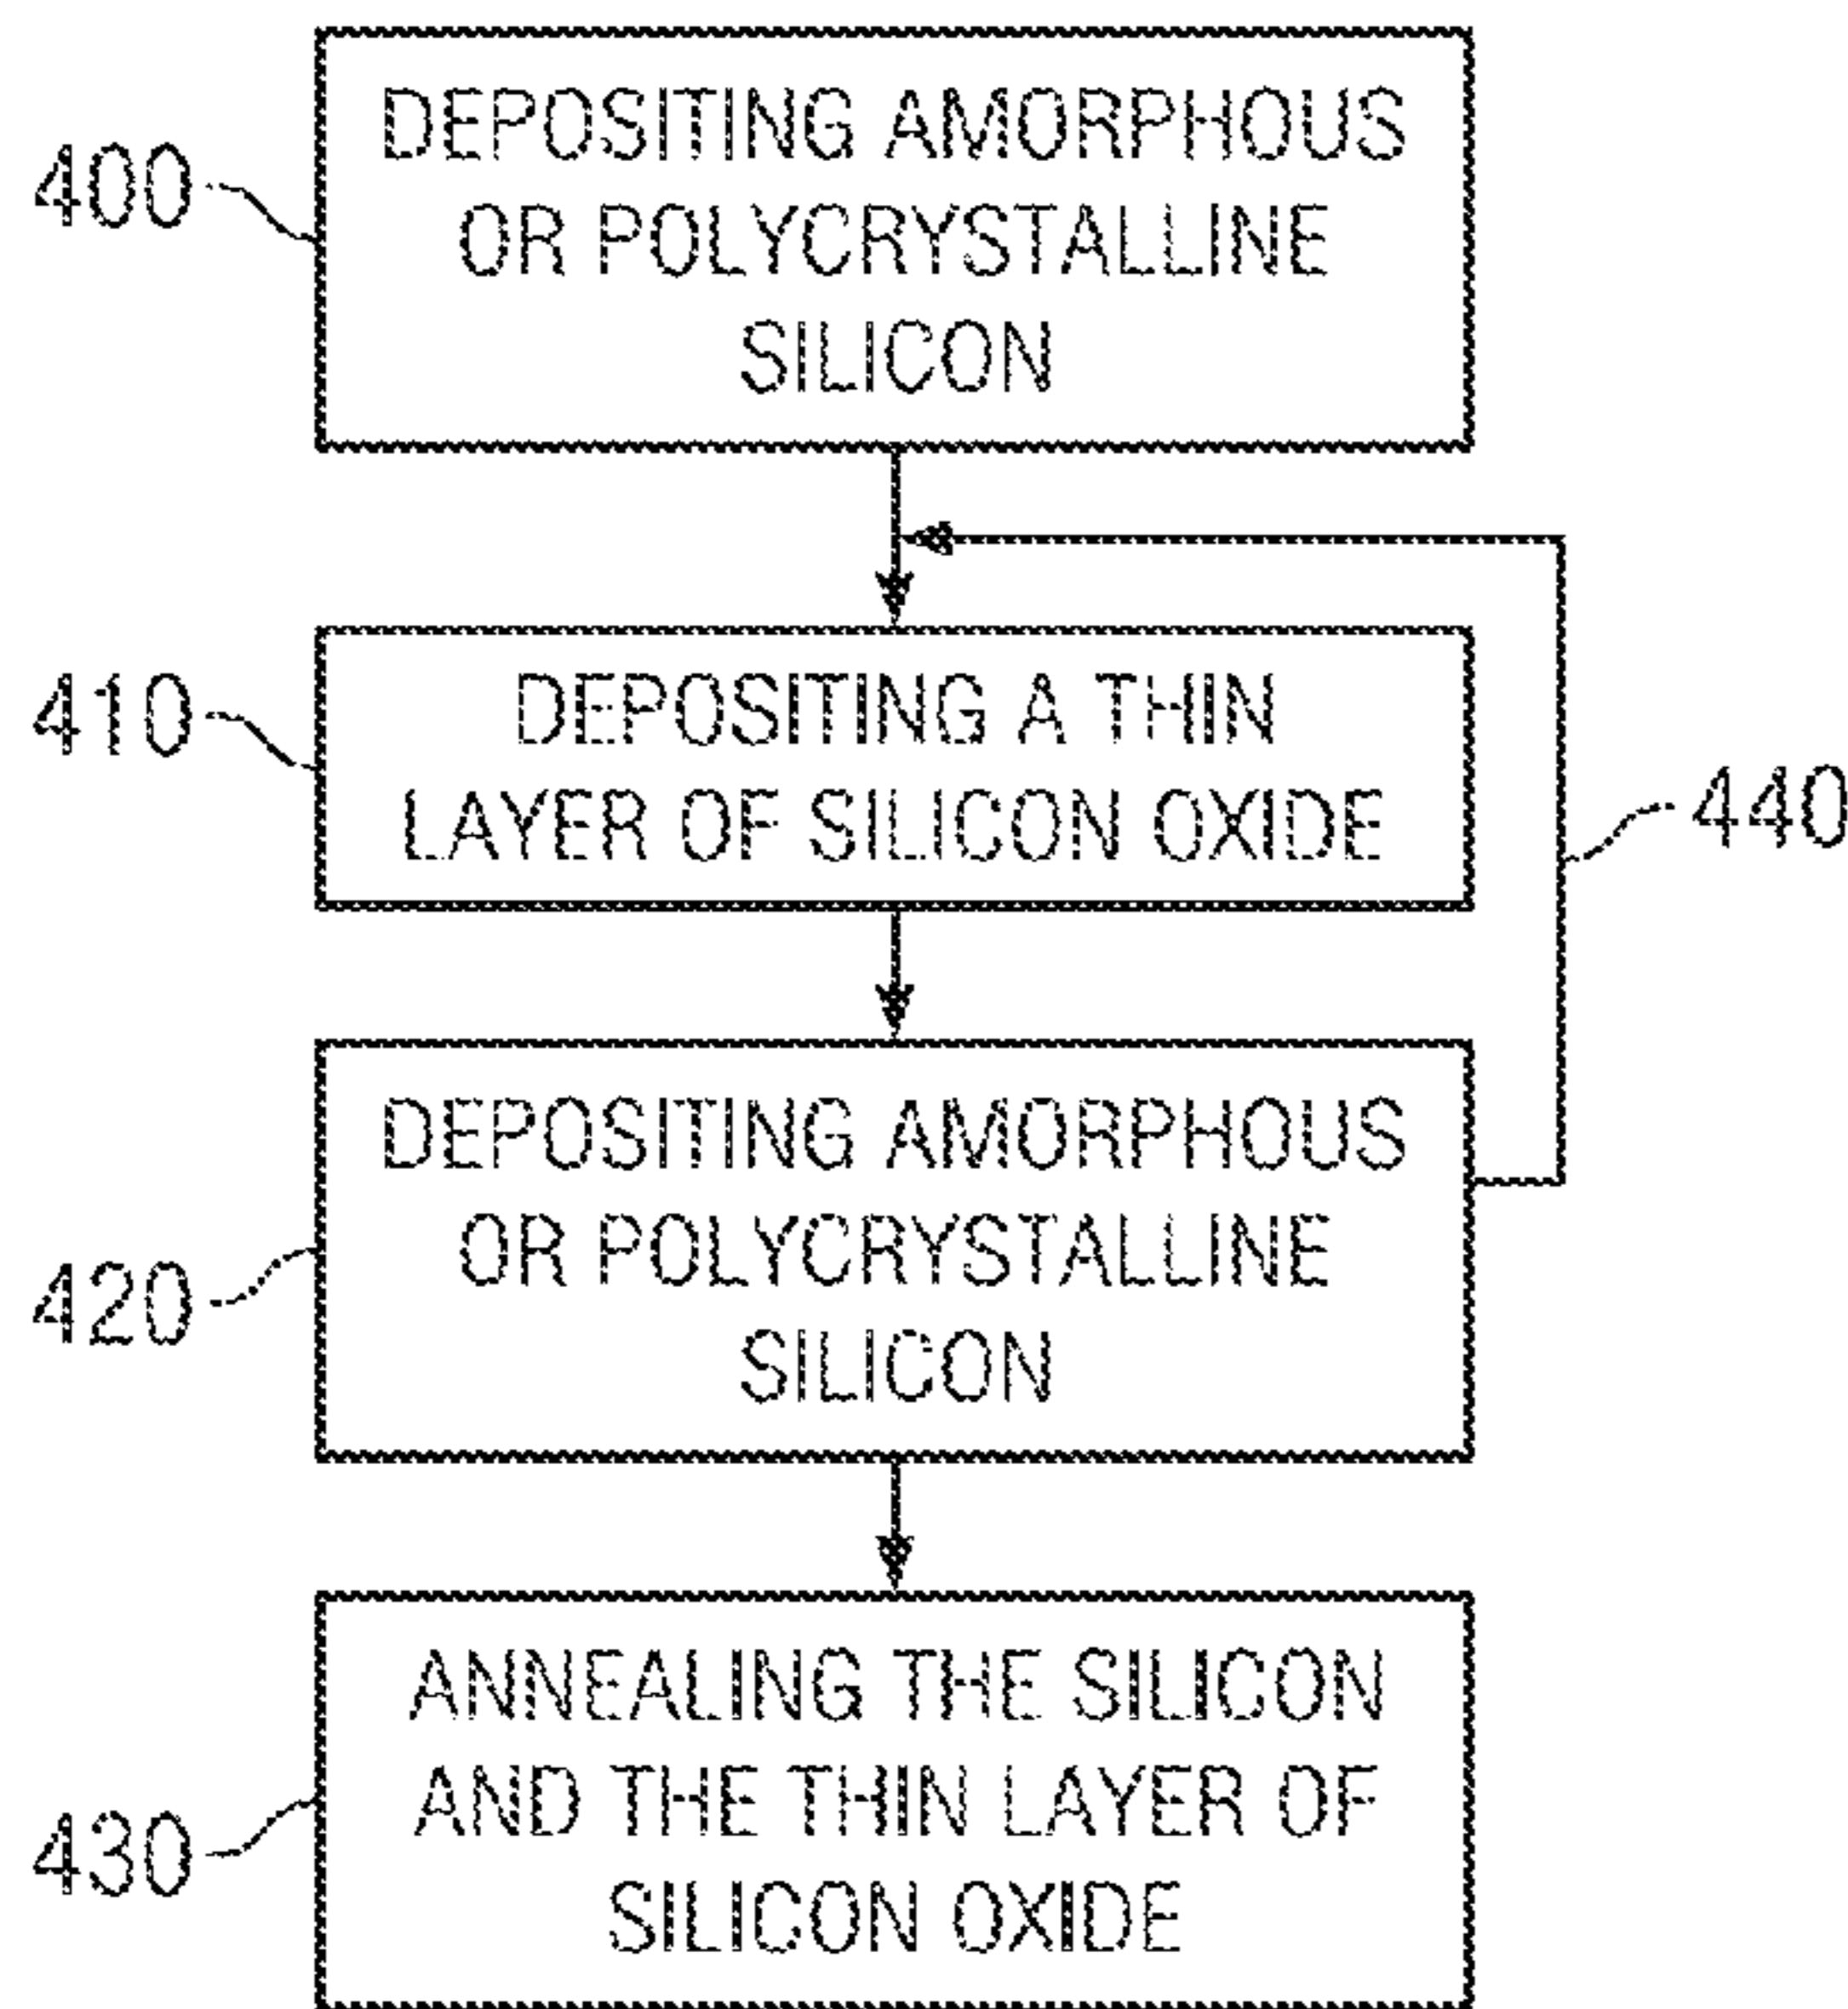 400
DEPOSITING AMORPHOUS
OR POLYCRYSTALLINE
SILICON
410
DEPOSITING A THIN
LAYER OF SILICON OXIDE
440
420
DEPOSITING AMORPHOUS
OR POLYCRYSTALLINE
SILICON
430
ANNEALING THE SILICON
AND THE THIN LAYER OF
SILICON OXIDE